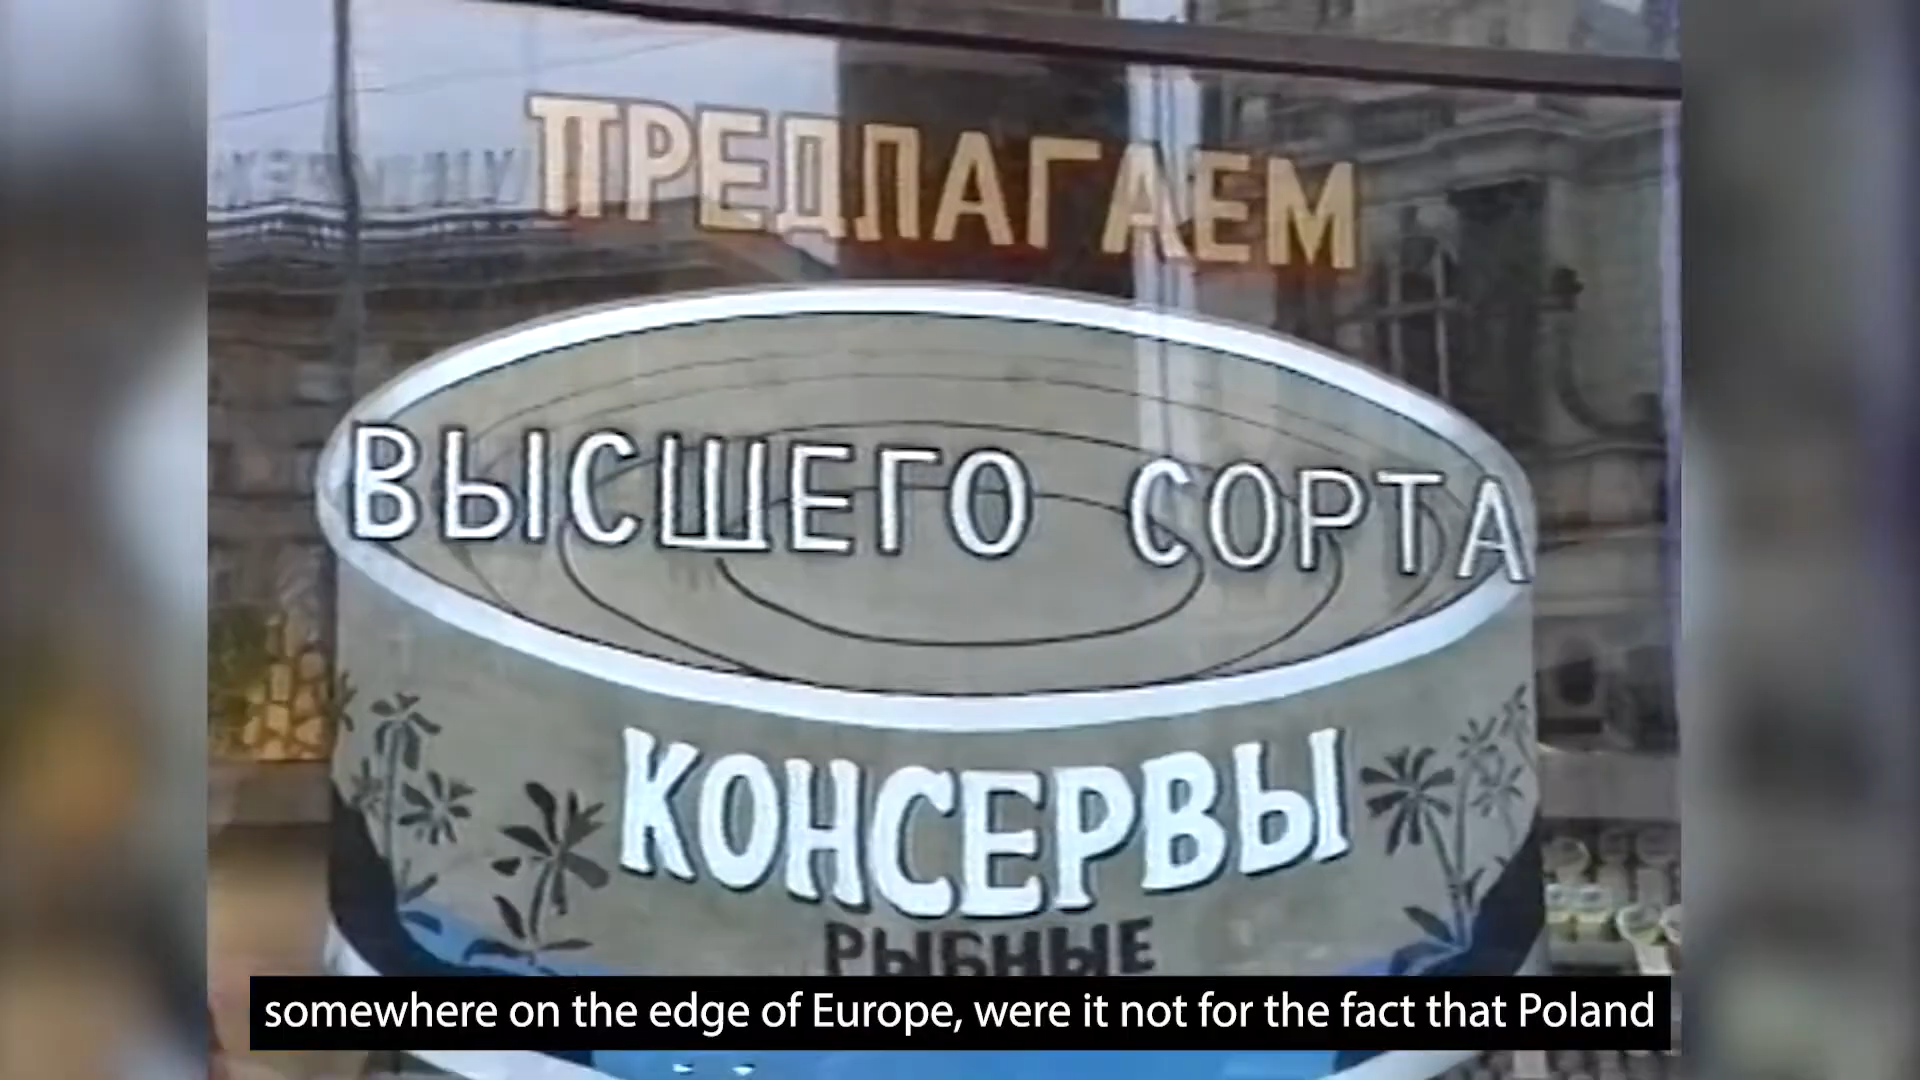 ПРЕДЛАГАЕМ
ВЫСШЕГО СОРТА
КОНСЕРВЫ
РЫБНЫЕ
somewhere on the edge of Europe, were it not for the fact that Poland